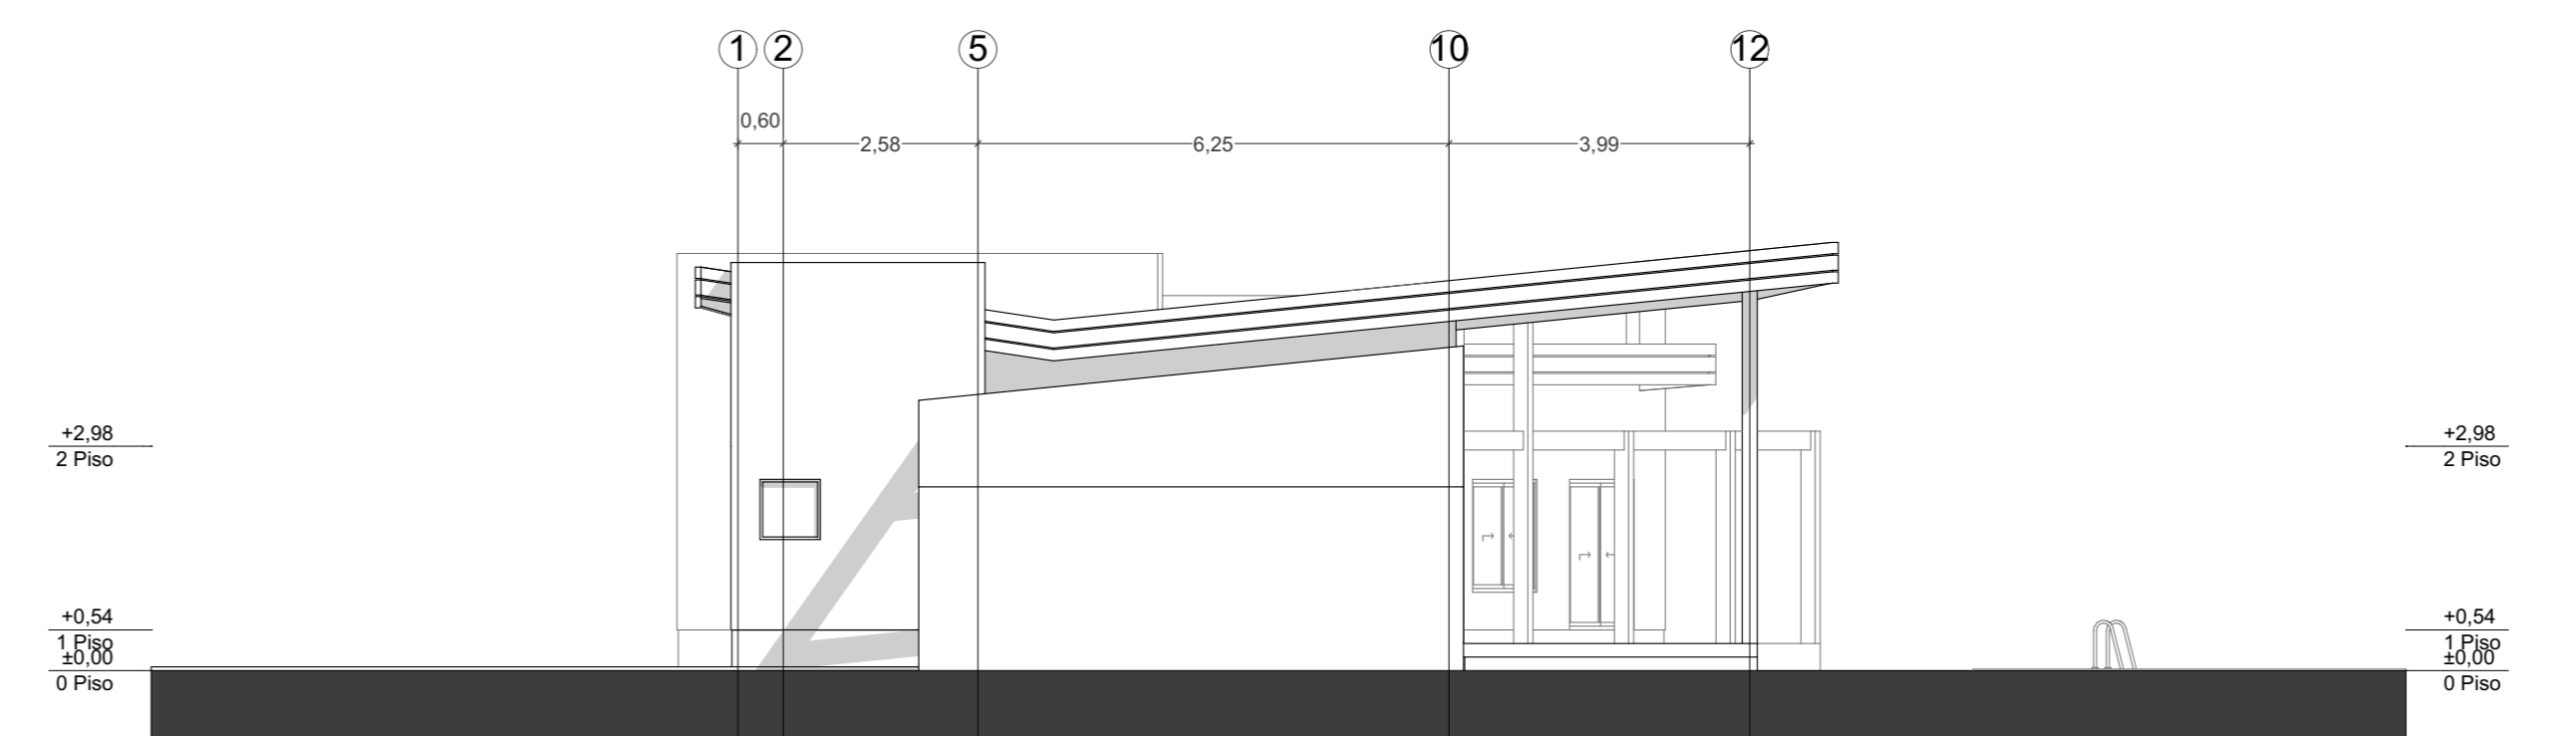 1 2 5 10 12
0,60
2,58 6,25 3,99
+2,98 +2,98
2 Piso 2 Piso
+0,54 +0,54
1 Piso 1 Piso
±0,00 ±0,00
0 Piso 0 Piso